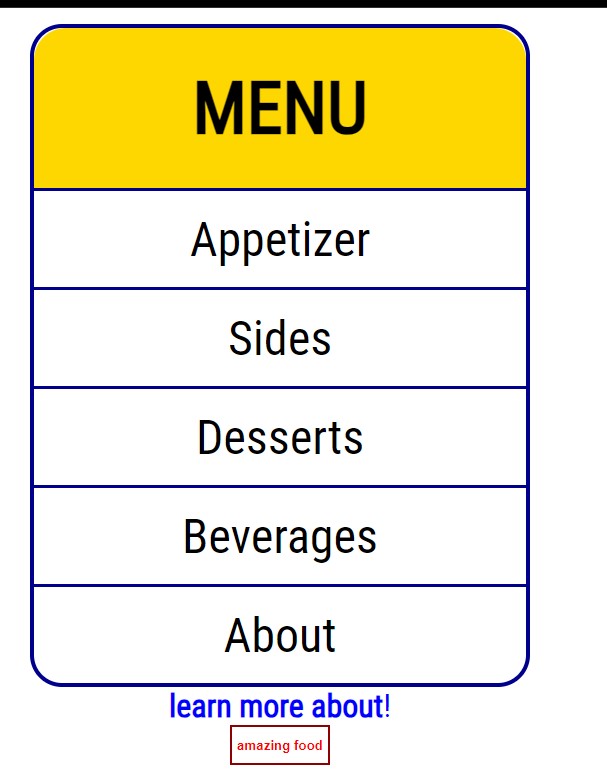 MENU
Appetizer
Sides
Desserts
Beverages
About
learn more about!
amazing food